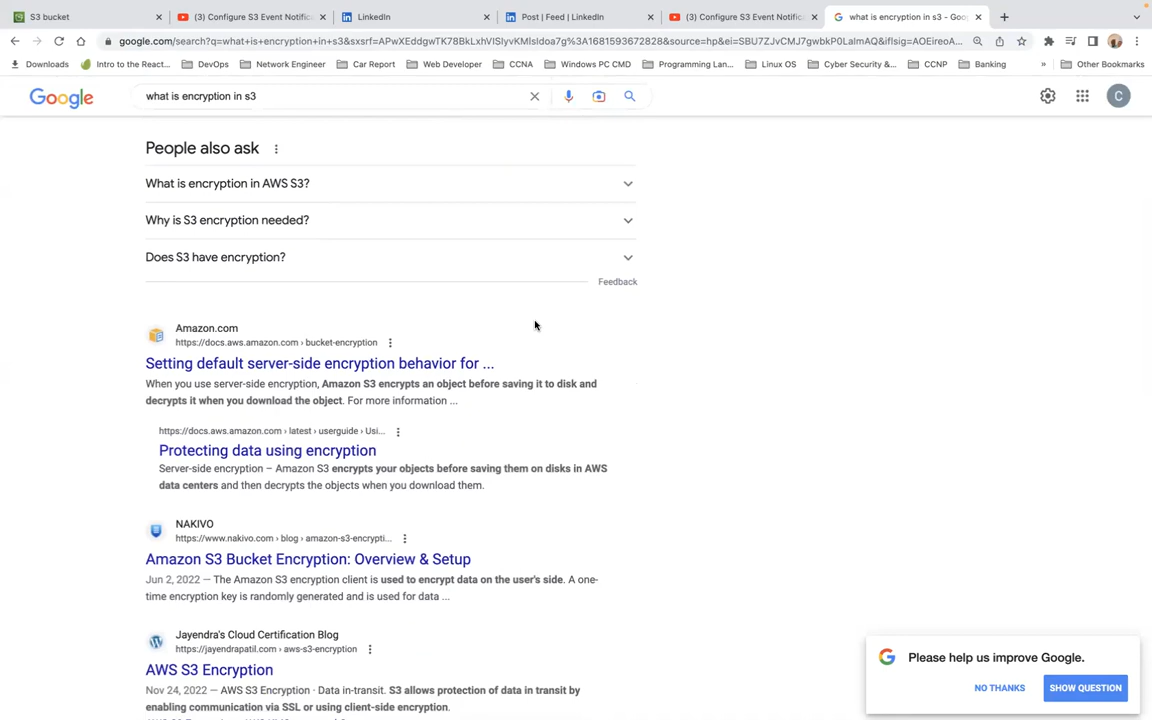 S3 bucket
(3) Configure S3 Event Notific
LinkedIn
Post | Feed | LinkedIn
(3) Configure S3 Event Notific
what is encryption in s3 - Goo
google.com/search?q=what+is+encryption+in+s3&sxsrf=APwXEddgwTK78BkLxhVISIyvKMIsIdoa7g%3A1681593672828&source=hp&ei=SBU7ZJvCMJ7gwbkP0LalmAQ&iflsig=AOEireoA...
Downloads
Intro to the React...
DevOps
Network Engineer
Car Report
Web Developer
CCNA
Windows PC CMD
Programming Lan...
Linux OS
Cyber Security &...
CCNP
Banking
»
Other Bookmarks
Google
what is encryption in s3
C
People also ask
What is encryption in AWS S3?
Why is S3 encryption needed?
Does S3 have encryption?
Feedback
Amazon.com
https://docs.aws.amazon.com › bucket-encryption
Setting default server-side encryption behavior for ...
When you use server-side encryption, Amazon S3 encrypts an object before saving it to disk and
decrypts it when you download the object. For more information ...
https://docs.aws.amazon.com › latest › userguide › Usi...
Protecting data using encryption
Server-side encryption – Amazon S3 encrypts your objects before saving them on disks in AWS
data centers and then decrypts the objects when you download them.
NAKIVO
https://www.nakivo.com › blog › amazon-s3-encrypti...
Amazon S3 Bucket Encryption: Overview & Setup
Jun 2, 2022 — The Amazon S3 encryption client is used to encrypt data on the user's side. A one-
time encryption key is randomly generated and is used for data ...
Jayendra's Cloud Certification Blog
https://jayendrapatil.com › aws-s3-encryption
AWS S3 Encryption
Nov 24, 2022 — AWS S3 Encryption · Data in-transit. S3 allows protection of data in transit by
enabling communication via SSL or using client-side encryption.
Please help us improve Google.
NO THANKS
SHOW QUESTION